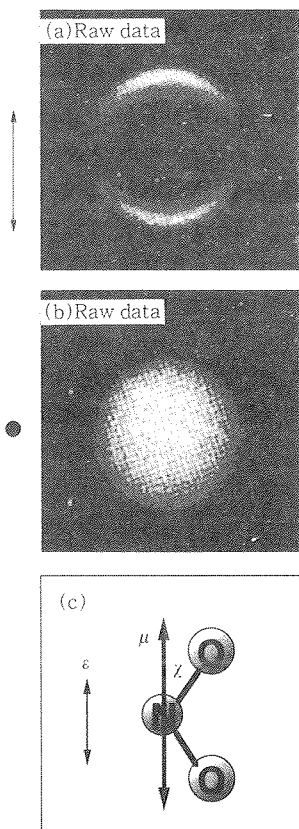 (a)Raw data
(b)Raw data
(c)
μ
ε
χ
O
N
O